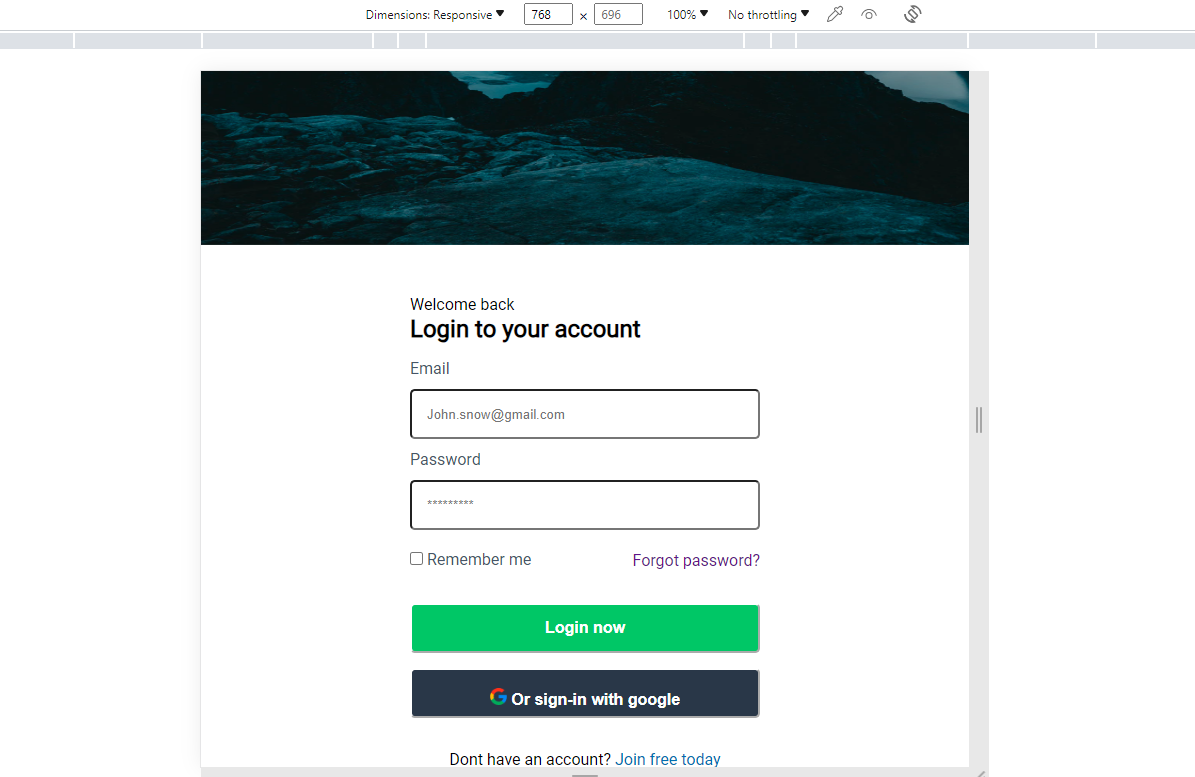 Dimensions: Responsive 768 x 696 100% No throttling
Welcome back
Login to your account
Email
John.snow@gmail.com
Password
*********
Remember me Forgot password?
Login now
Or sign-in with google
Dont have an account? Join free today